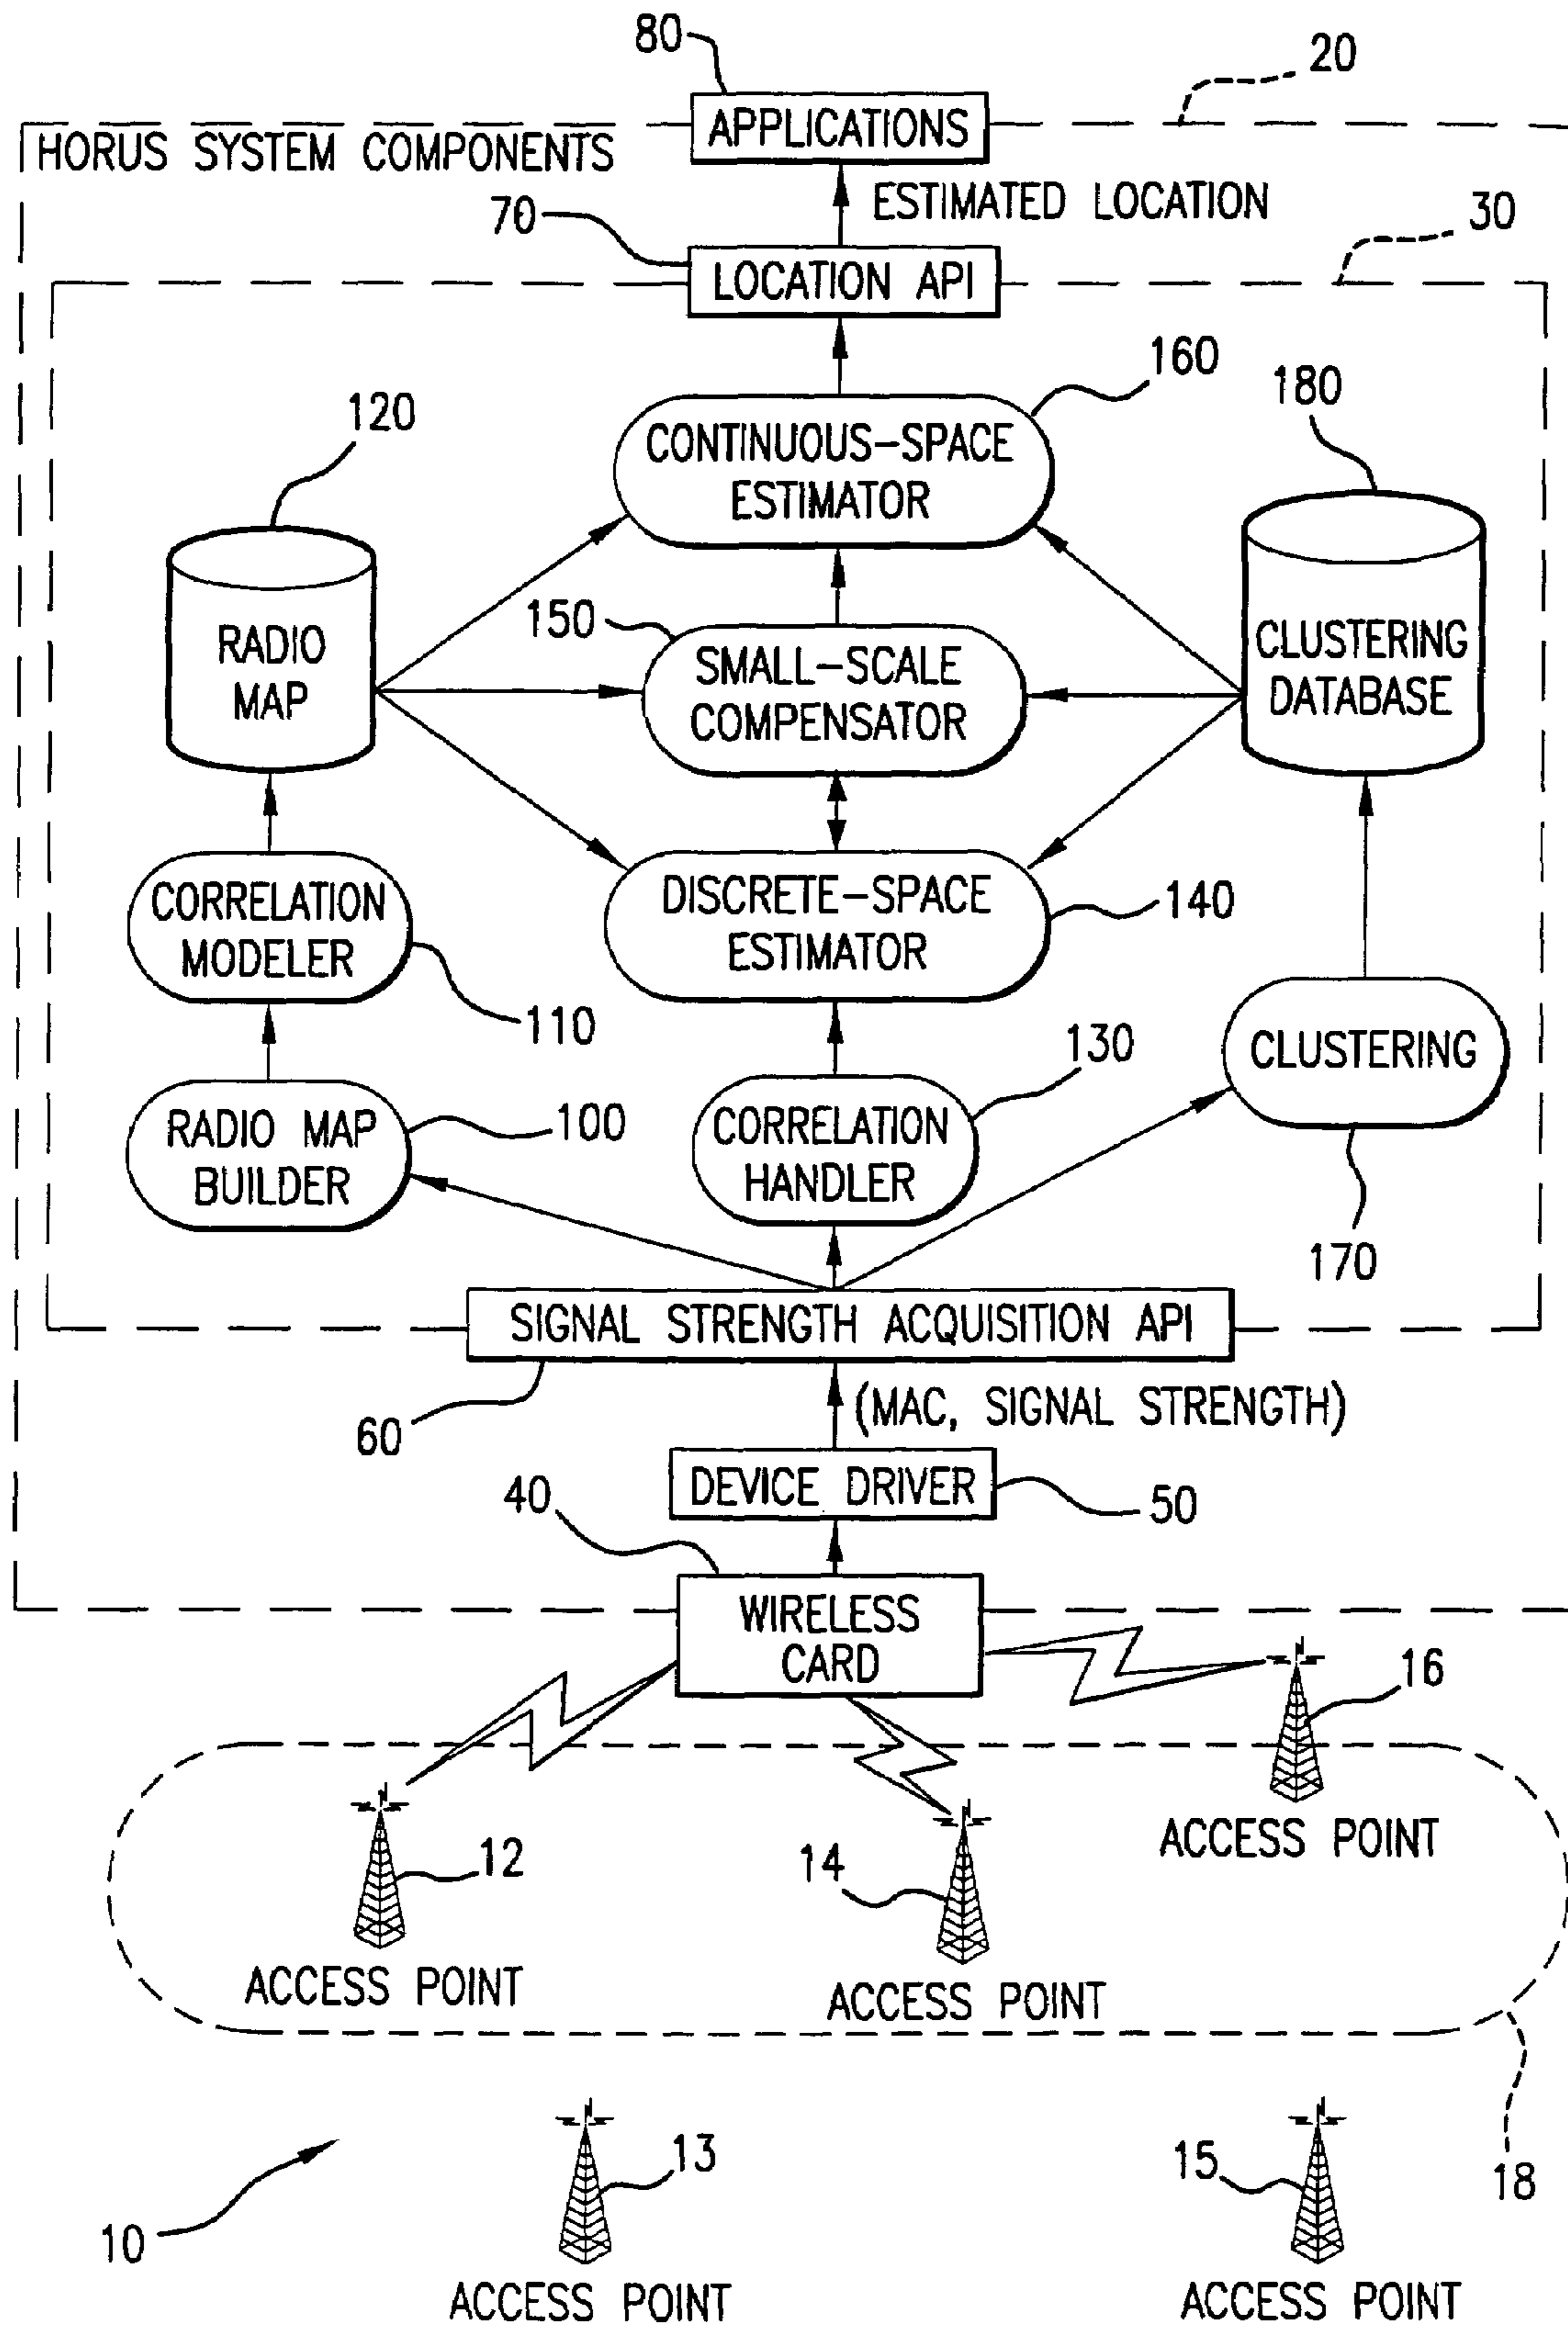 80
20
APPLICATIONS
HORUS SYSTEM COMPONENTS
ESTIMATED LOCATION
70
30
LOCATION API
160
180
120
CONTINUOUS-SPACE
ESTIMATOR
150
RADIO
MAP
SMALL-SCALE
COMPENSATOR
CLUSTERING
DATABASE
CORRELATION
MODELER
DISCRETE-SPACE
ESTIMATOR
140
110
130
CLUSTERING
RADIO MAP
BUILDER
100
CORRELATION
HANDLER
170
SIGNAL STRENGTH ACQUISITION API
60
(MAC, SIGNAL STRENGTH)
DEVICE DRIVER
50
40
WIRELESS
CARD
16
ACCESS POINT
12
14
ACCESS POINT
ACCESS POINT
13
15
18
10
ACCESS POINT
ACCESS POINT